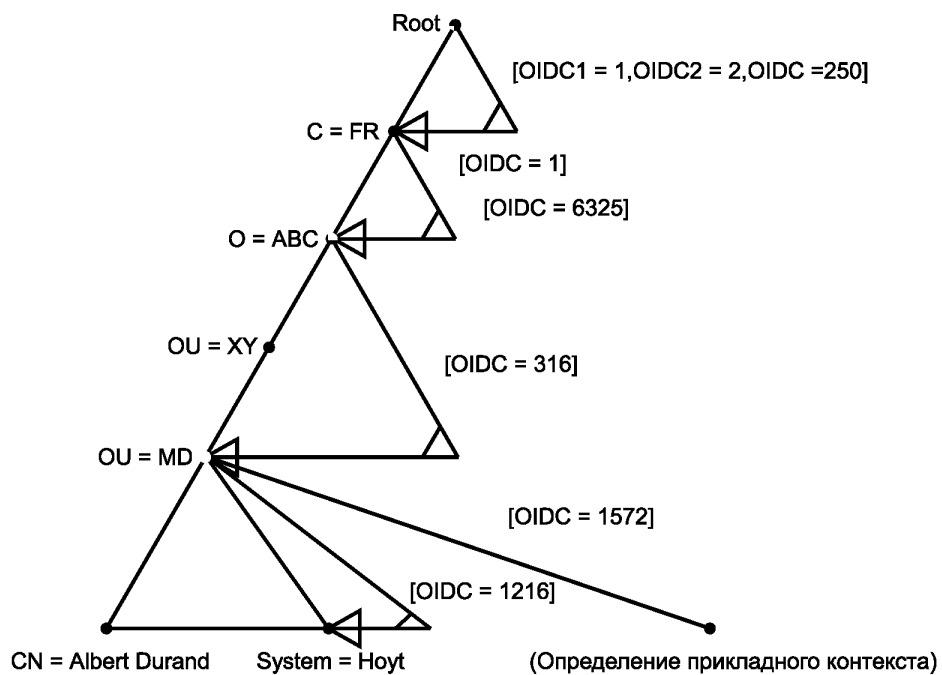 Root
[OIDC1 = 1,OIDC2 = 2,OIDC =250]
C = FR
[OIDC = 1]
[OIDC = 6325]
O = ABC
OU = XY
[OIDC = 316]
OU = MD
[OIDC = 1572]
[OIDC = 1216]
CN = Albert Durand
System = Hoyt
(Определение прикладного контекста)